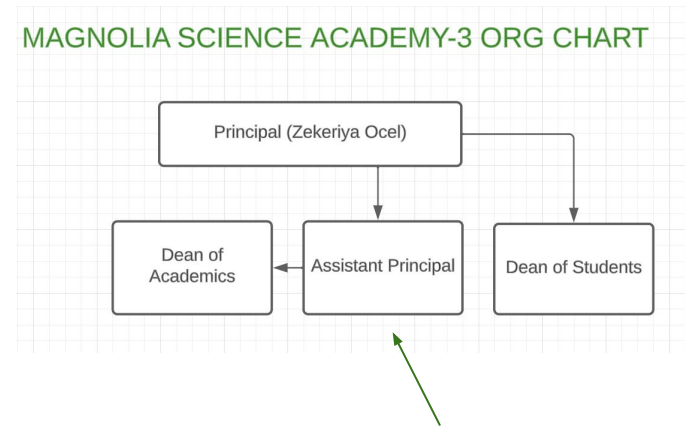 MAGNOLIA SCIENCE ACADEMY-3 ORG CHART
Principal (Zekeriya Ocel)
Dean of
Academics
Assistant Principal
Dean of Students